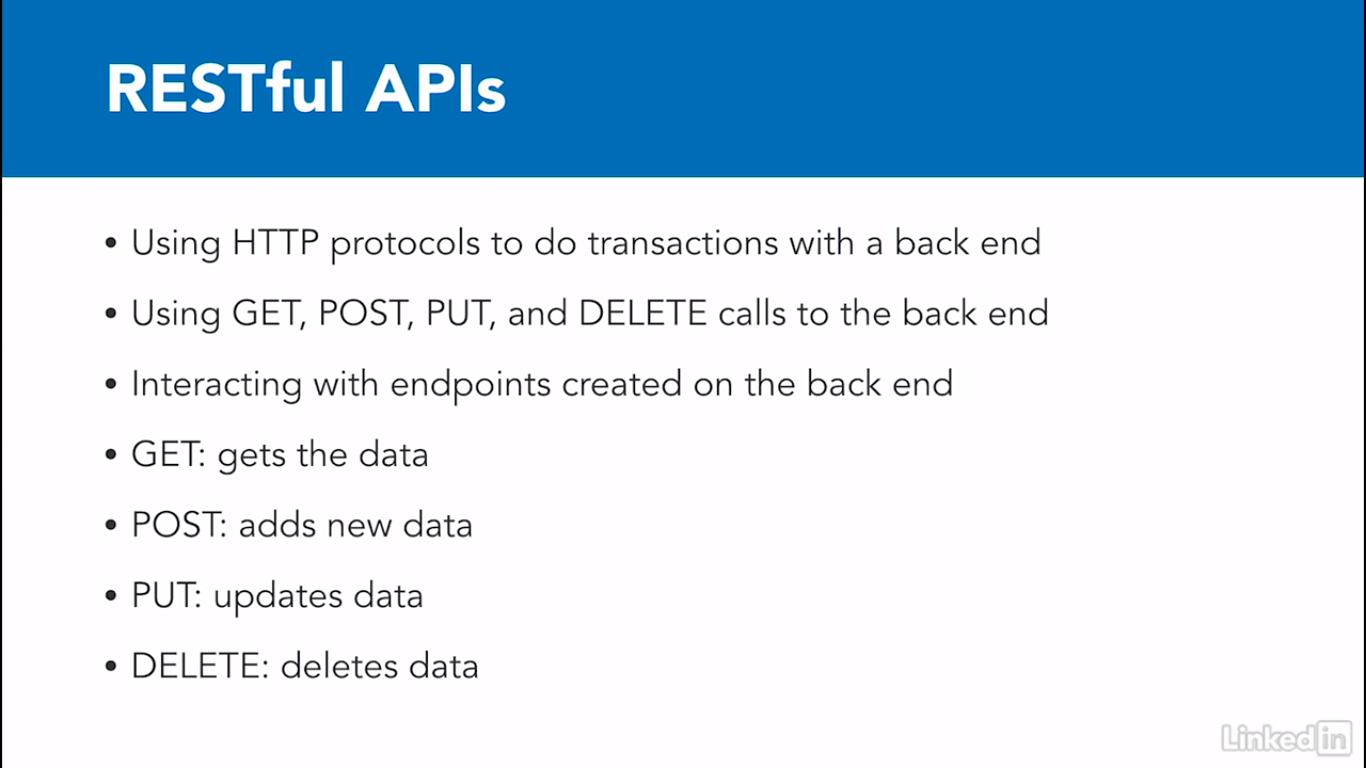 RESTful APIs
• Using HTTP protocols to do transactions with a back end
• Using GET, POST, PUT, and DELETE calls to the back end
• Interacting with endpoints created on the back end
• GET: gets the data
• POST: adds new data
• PUT: updates data
• DELETE: deletes data
Linked in